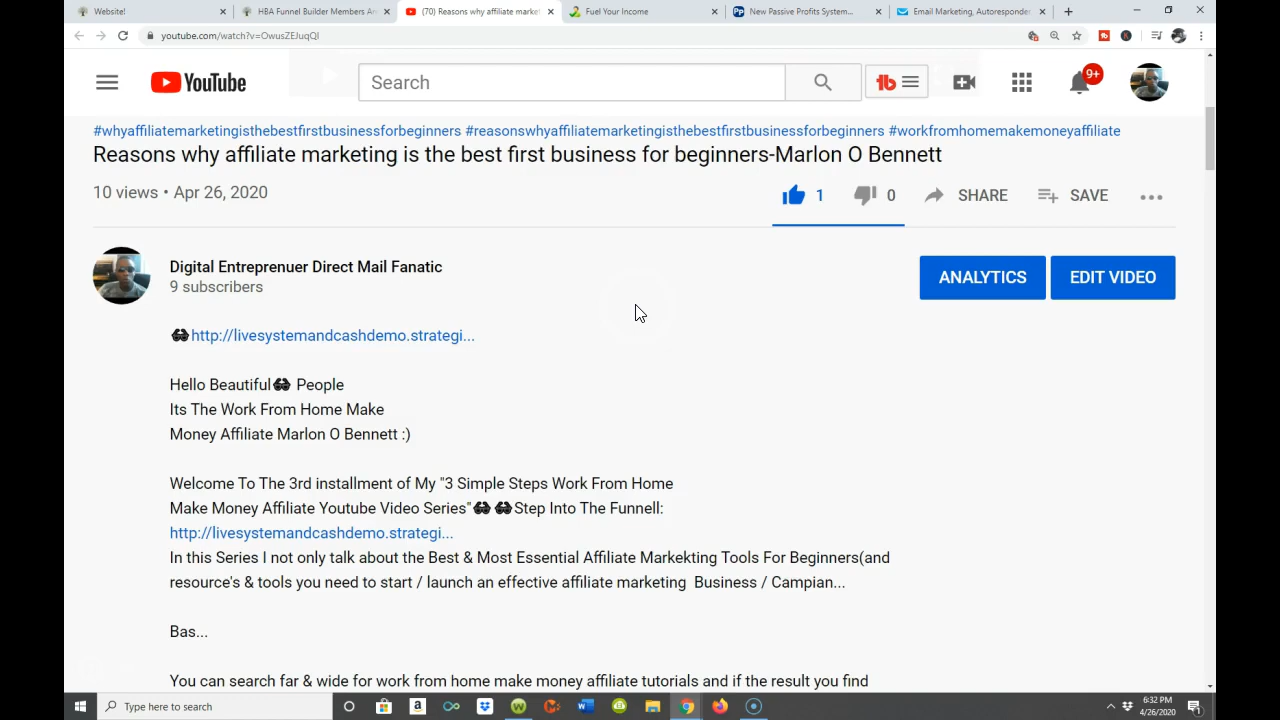 Website!
HBA Funnel Builder Members Ar
(70) Reasons why affiliate market
Fuel Your Income
New Passive Profits System...
Email Marketing, Autoresponder
youtube.com/watch?v=OwusZEJuqQI
YouTube
Search
9+
#whyaffiliatemarketingisthebestfirstbusinessforbeginners #reasonswhyaffiliatemarketingisthebestfirstbusinessforbeginners #workfromhomemakemoneyaffiliate
Reasons why affiliate marketing is the best first business for beginners-Marlon O Bennett
10 views • Apr 26, 2020
1
0
SHARE
SAVE
Digital Entreprenuer Direct Mail Fanatic
9 subscribers
ANALYTICS
EDIT VIDEO
http://livesystemandcashdemo.strategi...
Hello Beautiful People
Its The Work From Home Make
Money Affiliate Marlon O Bennett :)
Welcome To The 3rd installment of My "3 Simple Steps Work From Home
Make Money Affiliate Youtube Video Series" Step Into The Funnell:
http://livesystemandcashdemo.strategi...
In this Series I not only talk about the Best & Most Essential Affiliate Markekting Tools For Beginners(and
resource's & tools you need to start / launch an effective affiliate marketing Business / Campian...
Bas...
You can search far & wide for work from home make money affiliate tutorials and if the result you find
Type here to search
6:32 PM
4/26/2020